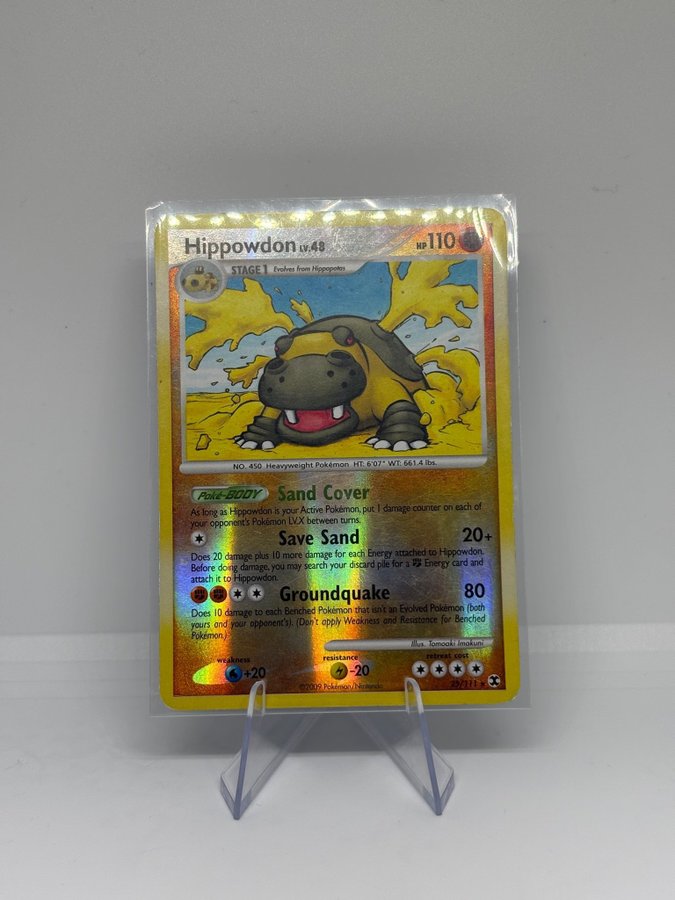 Hippowdon LV.48 HP 110
STAGE 1 Evolves from Hippopotas
NO. 450 Heavyweight Pokémon HT: 6'07" WT: 661.4 lbs.
Poké-BODY Sand Cover
As long as Hippowdon is your Active Pokémon, put 1 damage counter on each of
your opponent's Pokémon LV.X between turns.
Save Sand 20+
Does 20 damage plus 10 more damage for each Energy attached to Hippowdon.
Before doing damage, you may search your discard pile for a Energy card and
attach it to Hippowdon.
Groundquake 80
Does 10 damage to each Benched Pokémon that isn't an Evolved Pokémon (both
yours and your opponent's). (Don't apply Weakness and Resistance for Benched
Pokémon.)
Illus. Tomoaki Imakuni
weakness resistance retreat cost
+20 -20
©2009 Pokémon/Nintendo
/111